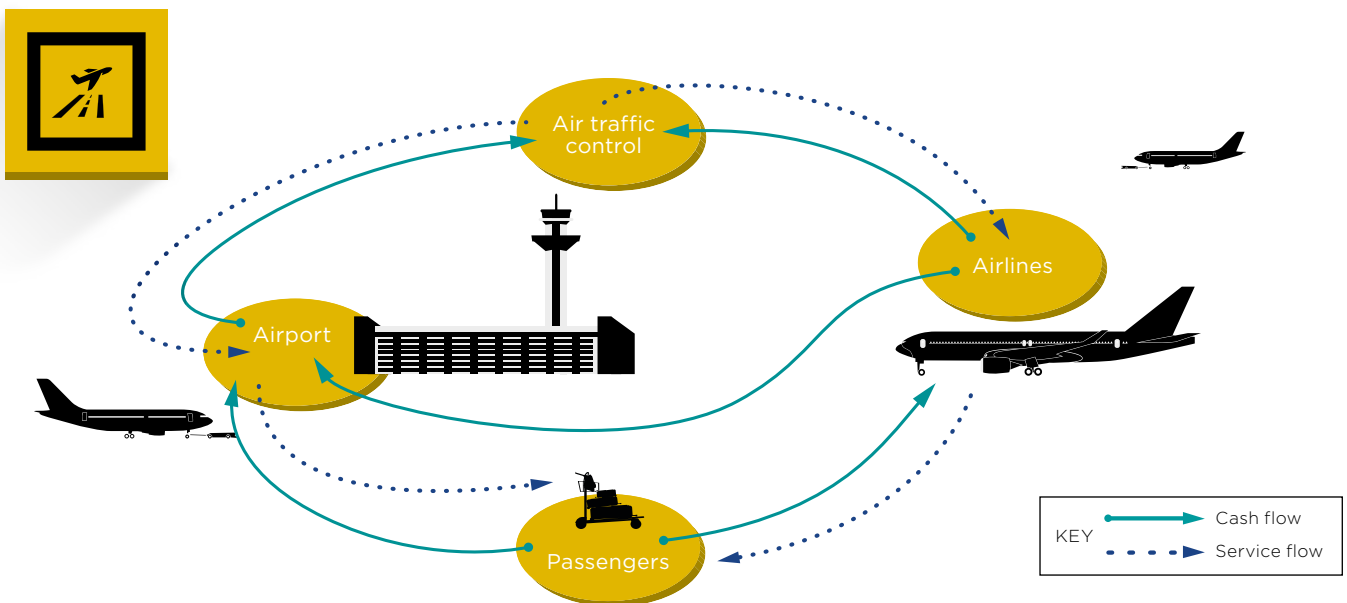 Air traffic
control
Airlines
Airport
Passengers
KEY
Cash flow
Service flow